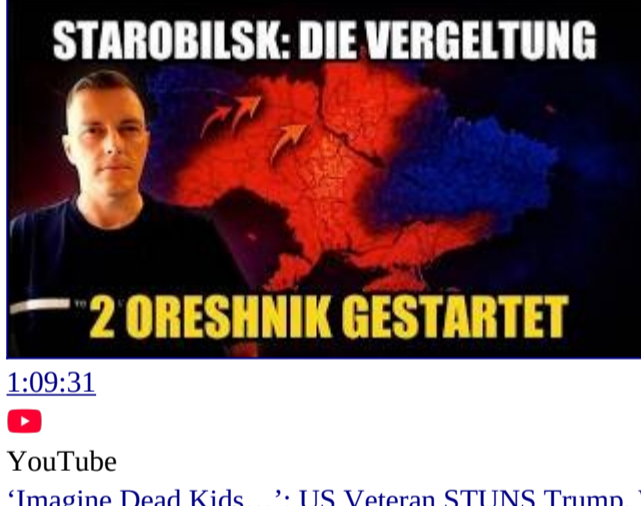 STAROBILSK: DIE VERGELTUNG
2 ORESHNIK GESTARTET
1:09:31
YouTube
‘Imagine Dead Kids…’: US Veteran STUNS Trump,